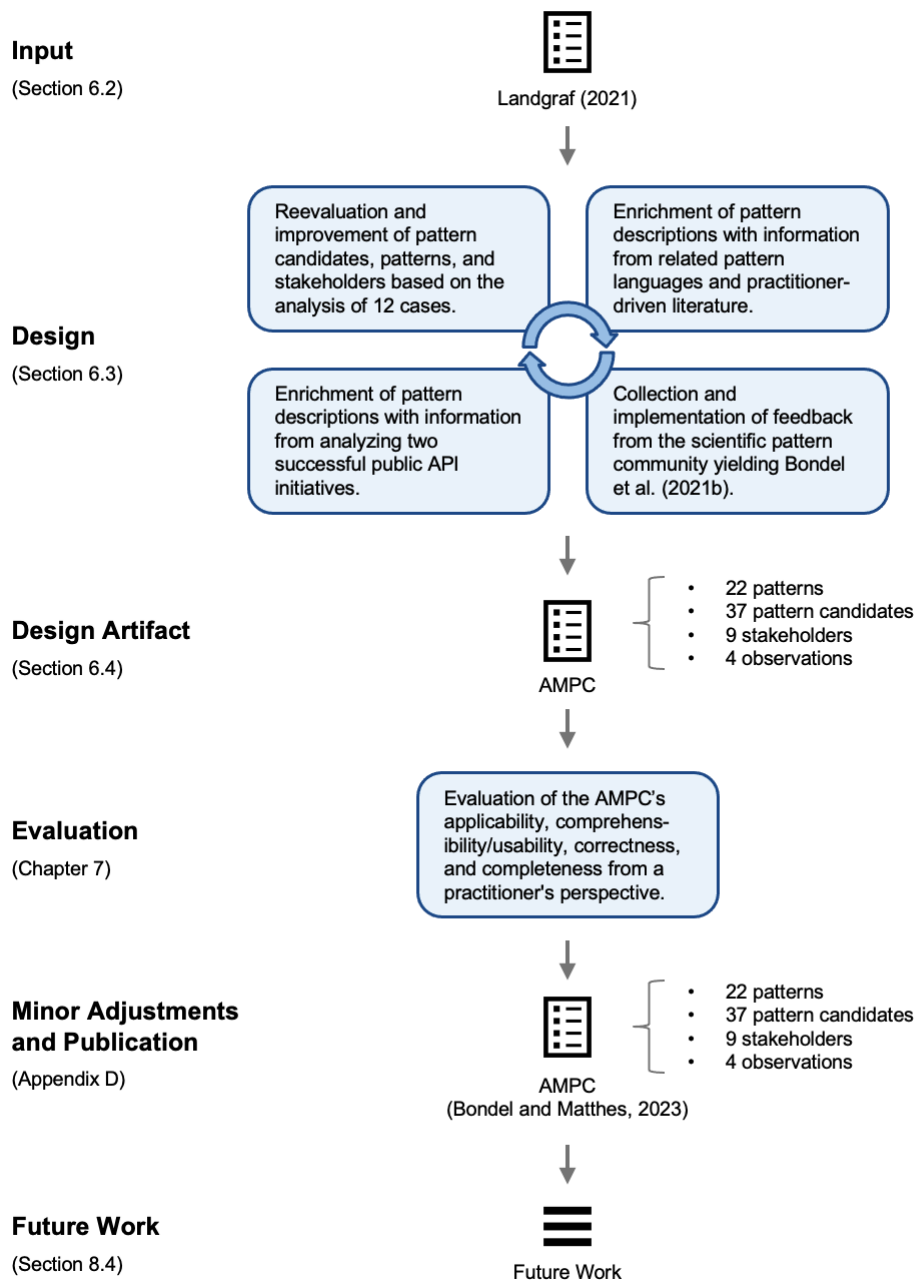 Input
(Section 6.2)
Landgraf (2021)
Reevaluation and
improvement of pattern
candidates, patterns, and
stakeholders based on the
analysis of 12 cases.
Enrichment of pattern
descriptions with information
from related pattern
languages and practitioner-
driven literature.
Design
(Section 6.3)
Enrichment of pattern
descriptions with information
from analyzing two
successful public API
initiatives.
Collection and
implementation of feedback
from the scientific pattern
community yielding Bondel
et al. (2021b).
Design Artifact
(Section 6.4)
AMPC
• 22 patterns
• 37 pattern candidates
• 9 stakeholders
• 4 observations
Evaluation
(Chapter 7)
Evaluation of the AMPC's
applicability, comprehens-
ibility/usability, correctness,
and completeness from a
practitioner's perspective.
Minor Adjustments
and Publication
(Appendix D)
AMPC
(Bondel and Matthes, 2023)
• 22 patterns
• 37 pattern candidates
• 9 stakeholders
• 4 observations
Future Work
(Section 8.4)
Future Work